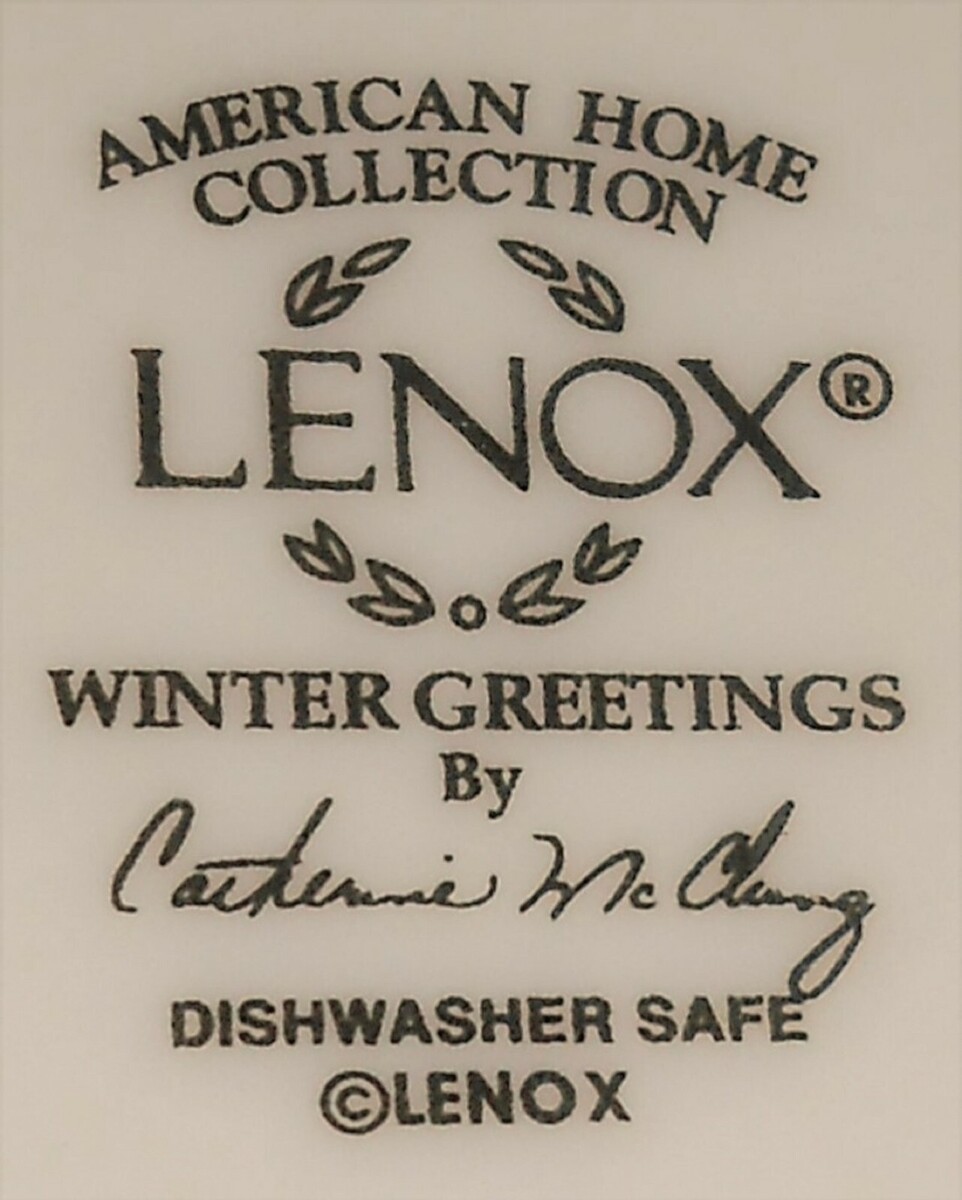 AMERICAN HOME
COLLECTION
LENOX®
WINTER GREETINGS
By
Catherine McClung
DISHWASHER SAFE
©LENOX